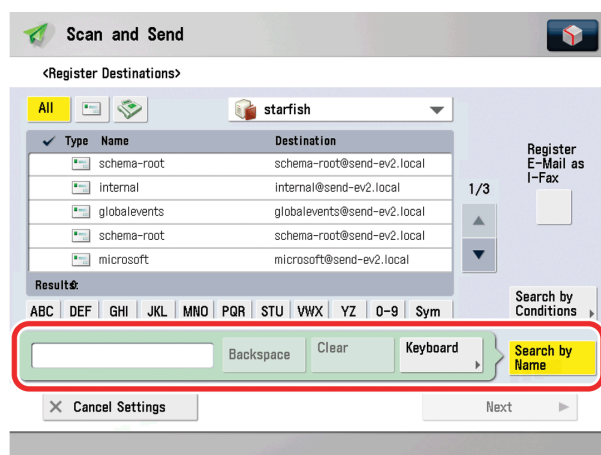 Scan and Send
<Register Destinations>
All
starfish
Type Name Destination
schema-root schema-root@send-ev2.local
internal internal@send-ev2.local
globalevents globalevents@send-ev2.local
schema-root schema-root@send-ev2.local
microsoft microsoft@send-ev2.local
1/3
Register
E-Mail as
I-Fax
Results:
ABC DEF GHI JKL MNO PQR STU VWX YZ 0-9 Sym
Search by
Conditions
Backspace Clear Keyboard
Search by
Name
Cancel Settings Next